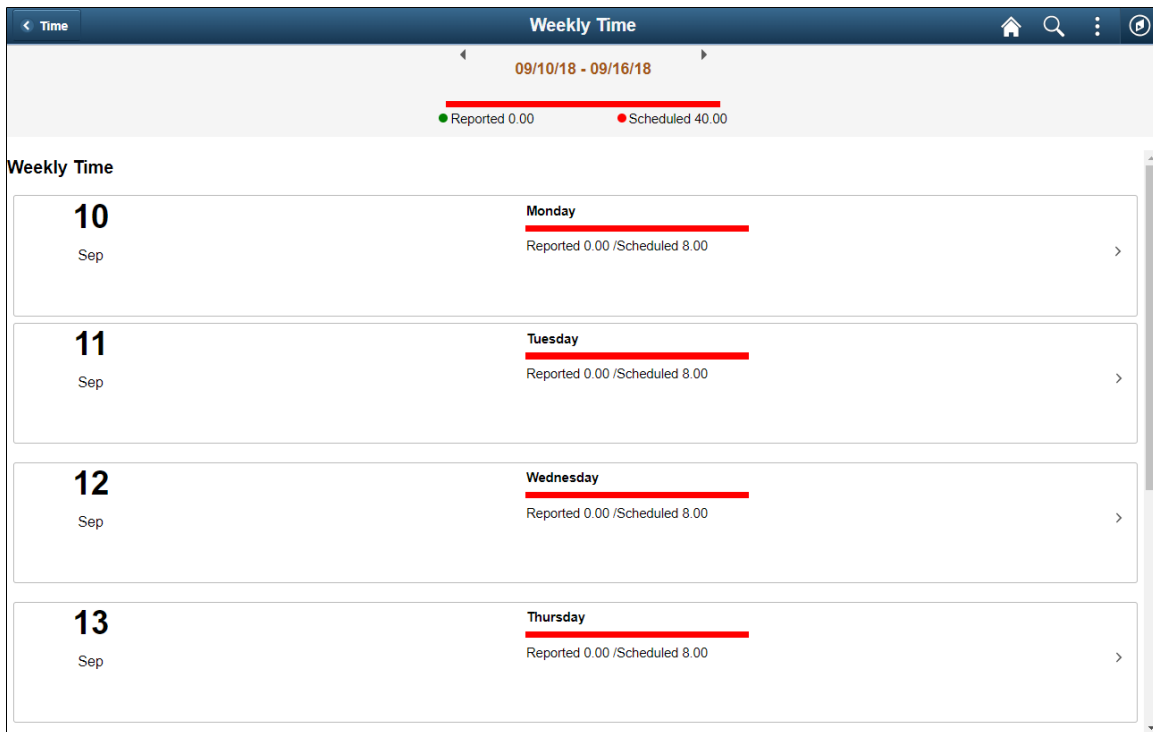 Time
Weekly Time
09/10/18 - 09/16/18
Reported 0.00 Scheduled 40.00
Weekly Time
10
Sep
Monday
Reported 0.00 /Scheduled 8.00
11
Sep
Tuesday
Reported 0.00 /Scheduled 8.00
12
Sep
Wednesday
Reported 0.00 /Scheduled 8.00
13
Sep
Thursday
Reported 0.00 /Scheduled 8.00